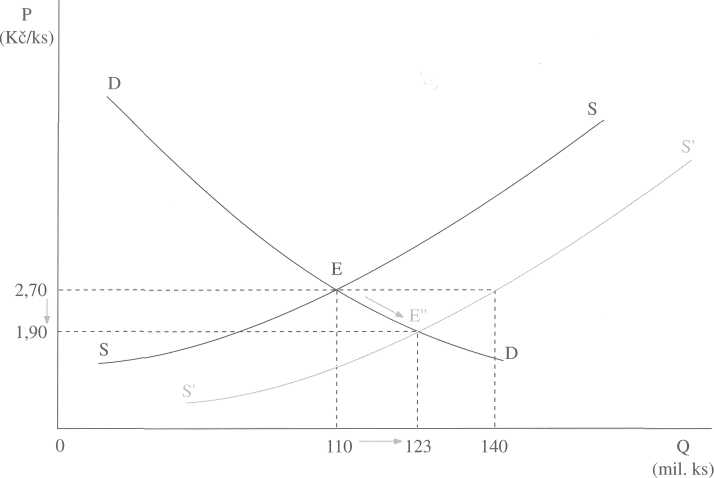 P
(Kč/ks)
D
S
S'
E
2,70
E"
1,90
S
D
S'
0
110
123
140
Q
(mil. ks)